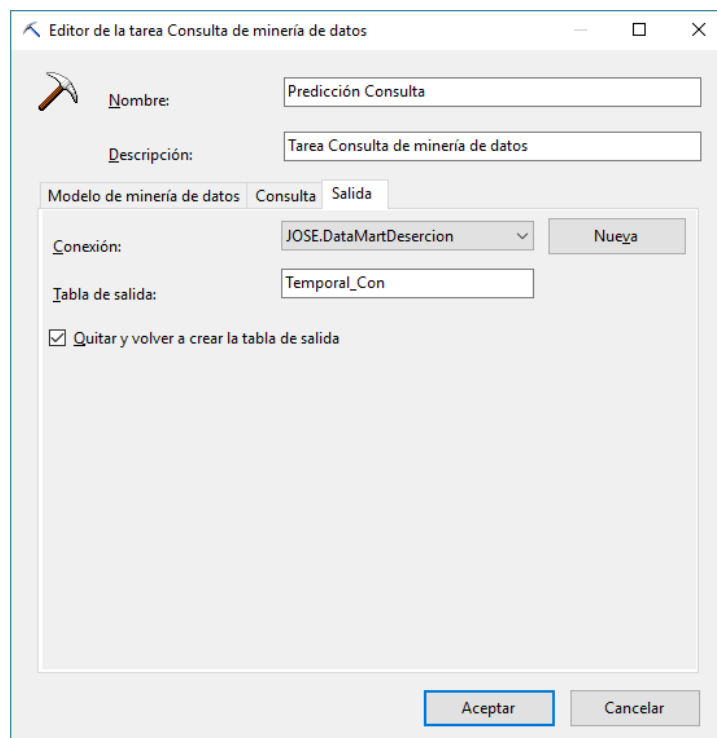 Editor de la tarea Consulta de minería de datos
Nombre: Predicción Consulta
Descripción: Tarea Consulta de minería de datos
Modelo de minería de datos Consulta Salida
Conexión: JOSE.DataMartDesercion Nueva
Tabla de salida: Temporal_Con
Quitar y volver a crear la tabla de salida
Aceptar Cancelar